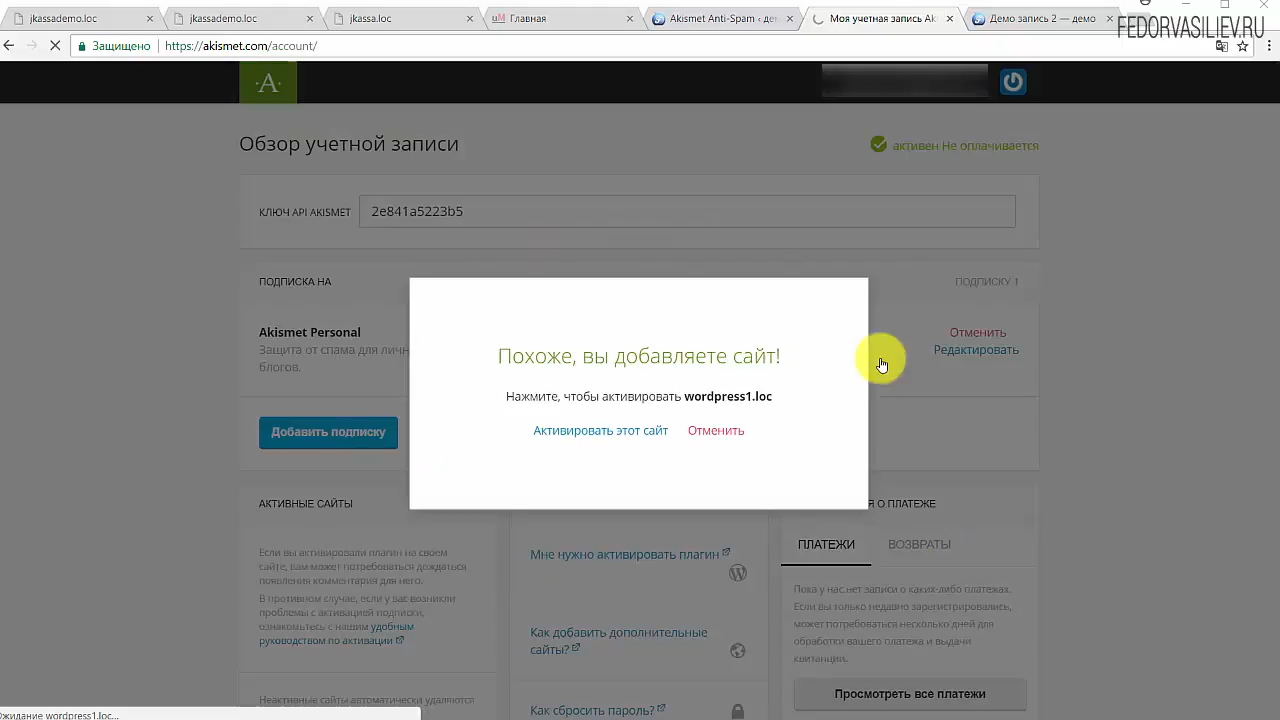 jkassademo.loc
jkassademo.loc
jkassa.loc
uM Главная
Akismet Anti-Spam ‹ де
Моя учетная запись Ak
Демо запись 2 — демо
FEDORVASILIEV.RU
Защищено
https://akismet.com/account/
·A·
Обзор учетной записи
активен Не оплачивается
КЛЮЧ API AKISMET
2e841a5223b5
ПОДПИСКА НА
ПОДПИСКУ 1
Akismet Personal
Защита от спама для личн
блогов.
Отменить
Редактировать
Похоже, вы добавляете сайт!
Нажмите, чтобы активировать wordpress1.loc
Активировать этот сайт
Отменить
Добавить подписку
АКТИВНЫЕ САЙТЫ
Если вы активировали плагин на своем
сайте, вам может потребоваться дождаться
появления комментария для него.
В противном случае, если у вас возникли
проблемы с активацией подписки,
ознакомьтесь с нашим удобным
руководством по активации
Неактивные сайты автоматически удаляются
Мне нужно активировать плагин
Как добавить дополнительные
сайты?
Как сбросить пароль?
Я О ПЛАТЕЖЕ
ПЛАТЕЖИ
ВОЗВРАТЫ
Пока у нас нет записи о каких-либо платежах.
Если вы только недавно зарегистрировались,
может потребоваться несколько дней для
обработки вашего платежа и выдачи
квитанции.
Просмотреть все платежи
Ожидание wordpress1.loc...